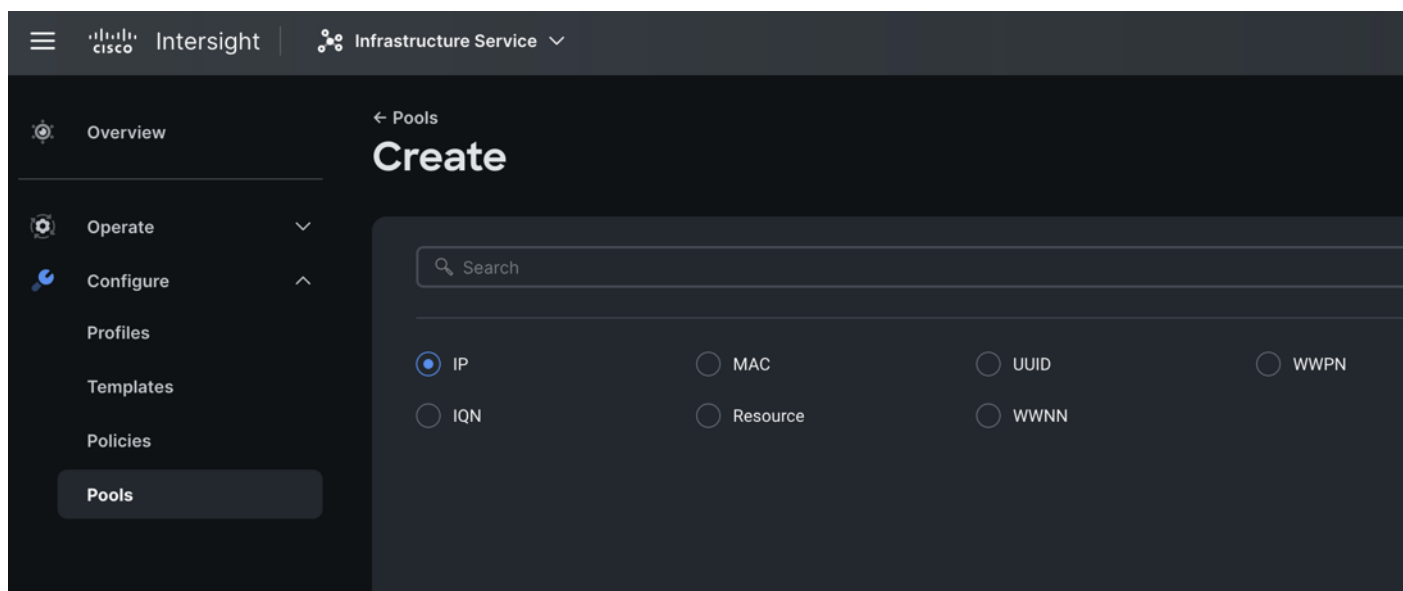 cisco Intersight Infrastructure Service
Overview
Operate
Configure
Profiles
Templates
Policies
Pools
← Pools
Create
Search
IP MAC UUID WWPN
IQN Resource WWNN